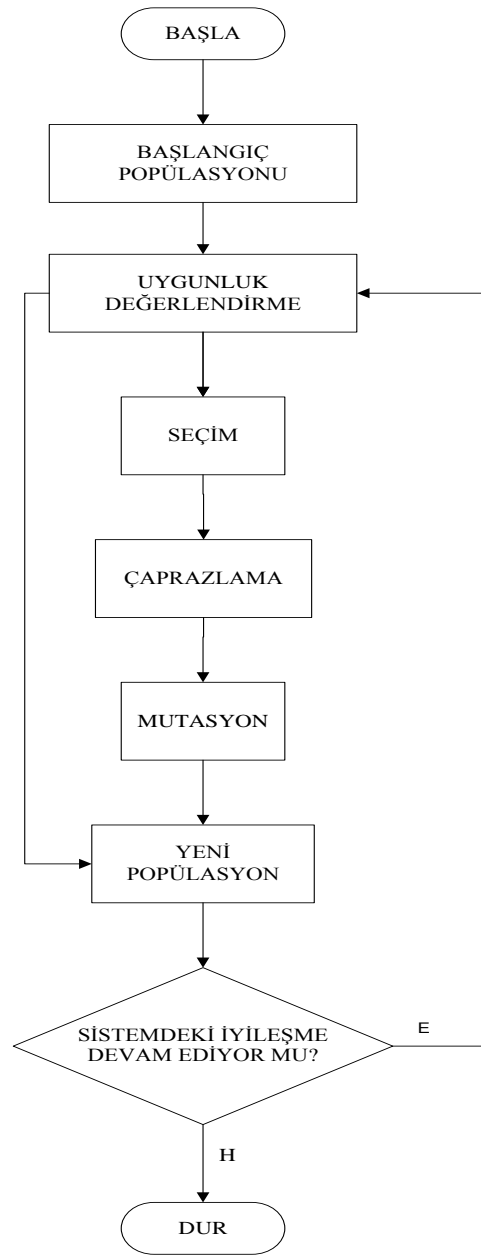 BAŞLA
BAŞLANGIÇ
POPÜLASYONU
UYGUNLUK
DEĞERLENDİRME
SEÇİM
ÇAPRAZLAMA
MUTASYON
YENİ
POPÜLASYON
SİSTEMDEKİ İYİLEŞME
DEVAM EDİYOR MU?
E
H
DUR